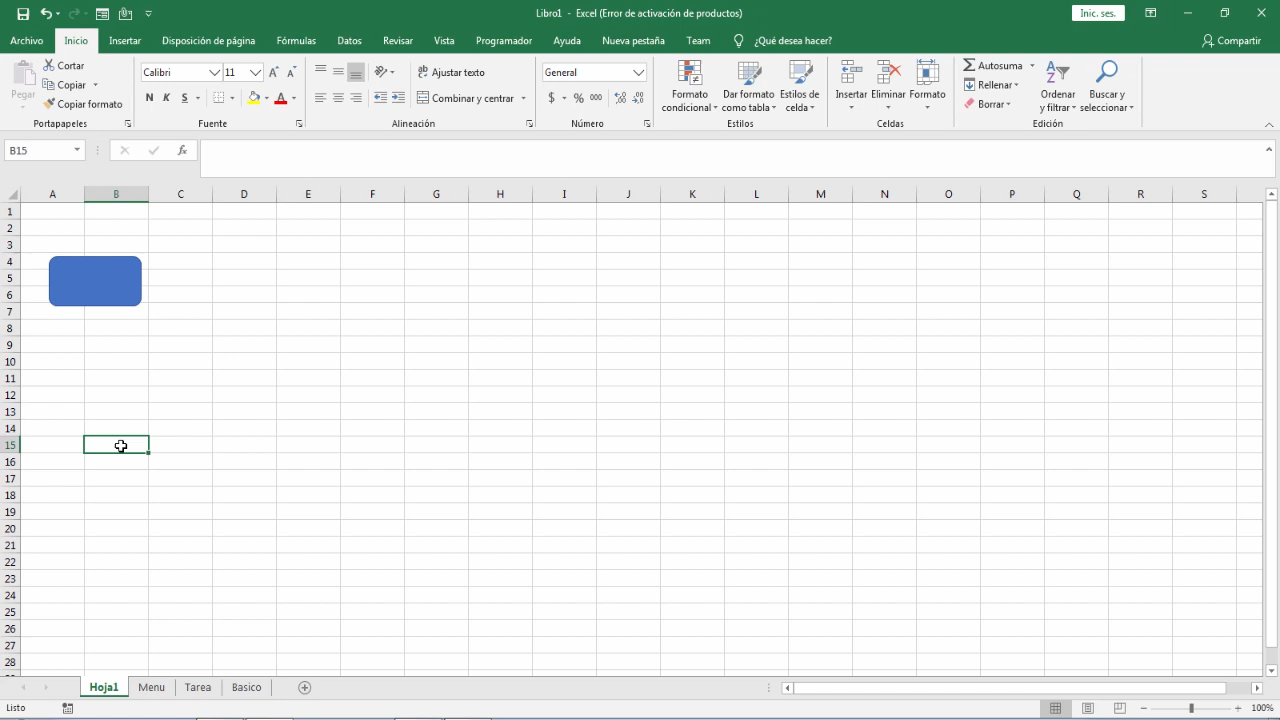 Libro1 - Excel (Error de activación de productos)
Inic. ses.
Archivo Inicio Insertar Disposición de página Fórmulas Datos Revisar Vista Programador Ayuda Nueva pestaña Team ¿Qué desea hacer? Compartir
Pegar
Cortar
Copiar
Copiar formato
Portapapeles
Calibri 11
N K S
Fuente
Ajustar texto
Combinar y centrar
Alineación
General
$ % 000
Número
Formato condicional
Dar formato como tabla
Estilos de celda
Estilos
Insertar Eliminar Formato
Celdas
Autosuma
Rellenar
Borrar
Ordenar y filtrar
Buscar y seleccionar
Edición
B15 fx
A B C D E F G H I J K L M N O P Q R S
1
2
3
4
5
6
7
8
9
10
11
12
13
14
15
16
17
18
19
20
21
22
23
24
25
26
27
28
Hoja1 Menu Tarea Basico
Listo 100%